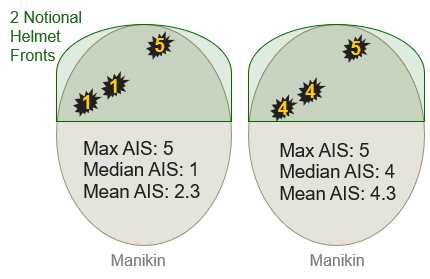 2 Notional
Helmet
Fronts
5
1
1
Max AIS: 5
Median AIS: 1
Mean AIS: 2.3
Manikin
5
4
4
Max AIS: 5
Median AIS: 4
Mean AIS: 4.3
Manikin